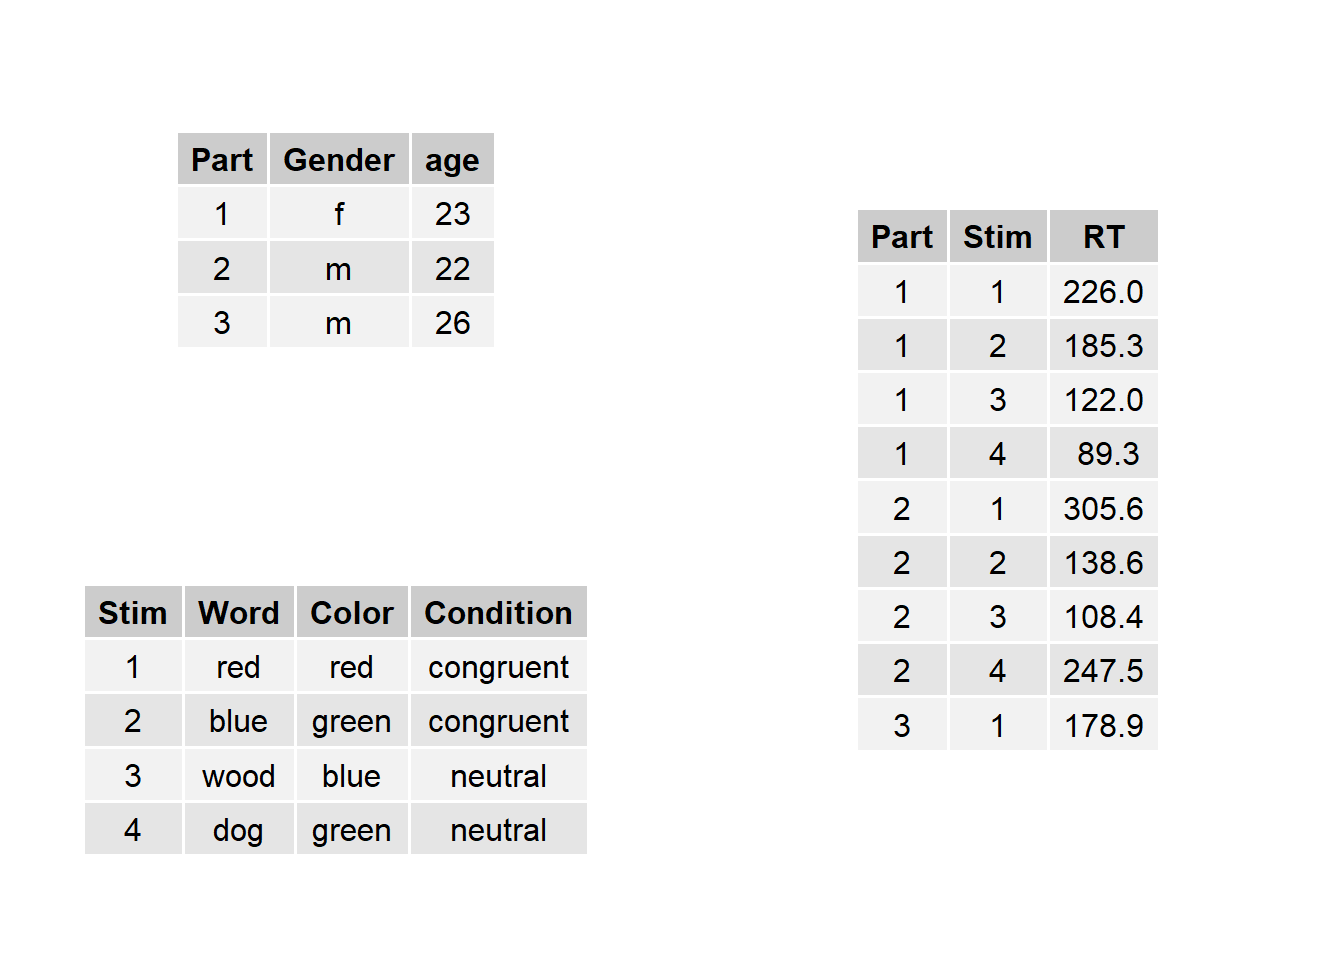 Part Gender age
1 f 23
2 m 22
3 m 26
Stim Word Color Condition
1 red red congruent
2 blue green congruent
3 wood blue neutral
4 dog green neutral
Part Stim RT
1 1 226.0
1 2 185.3
1 3 122.0
1 4 89.3
2 1 305.6
2 2 138.6
2 3 108.4
2 4 247.5
3 1 178.9